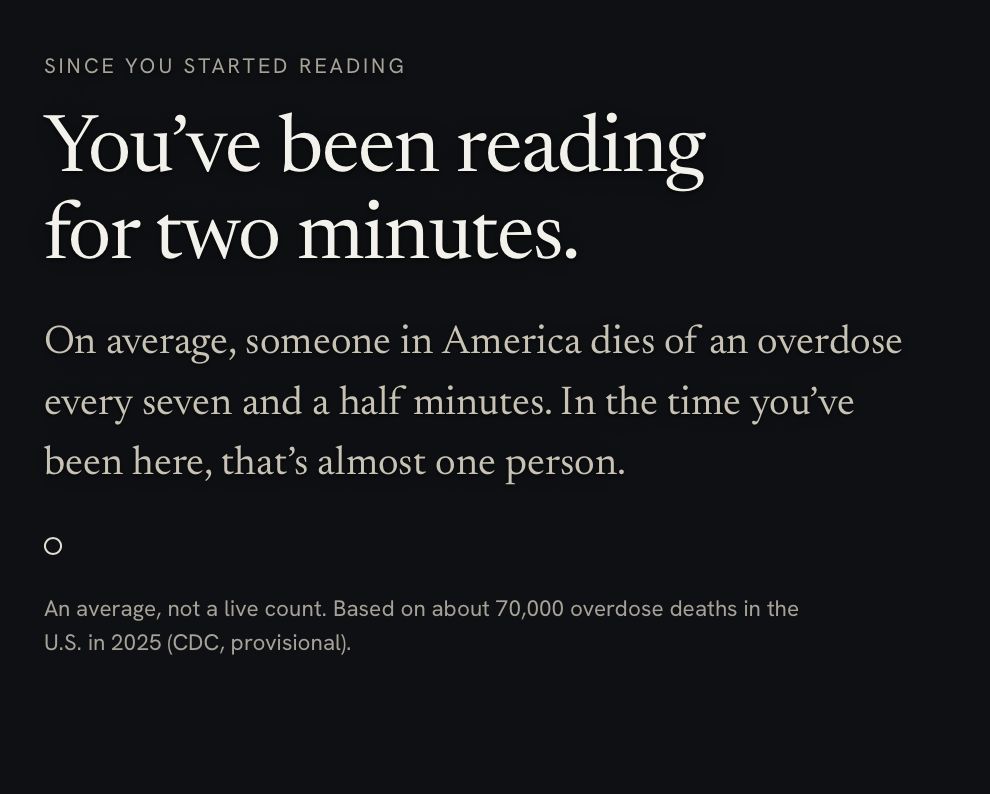 SINCE YOU STARTED READING
You’ve been reading
for two minutes.
On average, someone in America dies of an overdose
every seven and a half minutes. In the time you’ve
been here, that’s almost one person.
An average, not a live count. Based on about 70,000 overdose deaths in the
U.S. in 2025 (CDC, provisional).